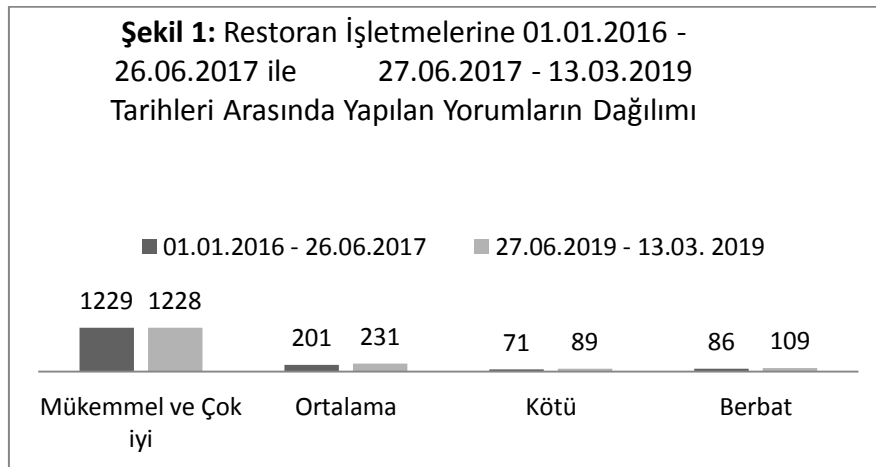 Şekil 1: Restoran İşletmelerine 01.01.2016 -
26.06.2017 ile 27.06.2017 - 13.03.2019
Tarihleri Arasında Yapılan Yorumların Dağılımı
01.01.2016 - 26.06.2017 27.06.2019 - 13.03. 2019
1229 1228 201 231 71 89 86 109
Mükemmel ve Çok iyi
Ortalama
Kötü
Berbat